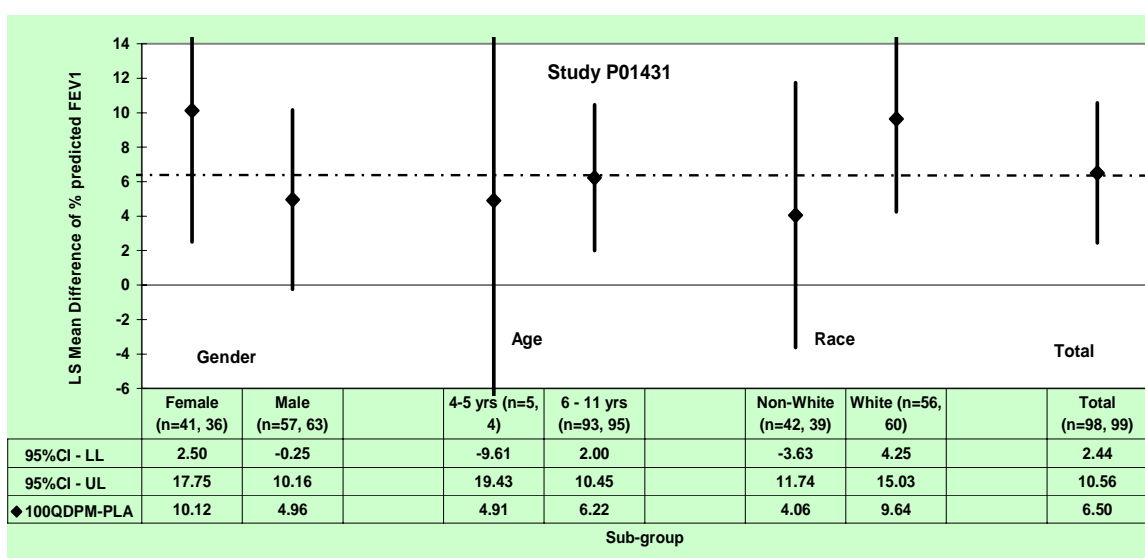 Study P01431
LS Mean Difference of % predicted FEV1
14
12
10
8
6
4
2
0
-2
-4
-6
Gender
Age
Race
Total
Female (n=41, 36) Male (n=57, 63) 4-5 yrs (n=5, 4) 6 - 11 yrs (n=93, 95) Non-White (n=42, 39) White (n=56, 60) Total (n=98, 99)
95%CI - LL 2.50 -0.25 -9.61 2.00 -3.63 4.25 2.44
95%CI - UL 17.75 10.16 19.43 10.45 11.74 15.03 10.56
100QDPM-PLA 10.12 4.96 4.91 6.22 4.06 9.64 6.50
Sub-group